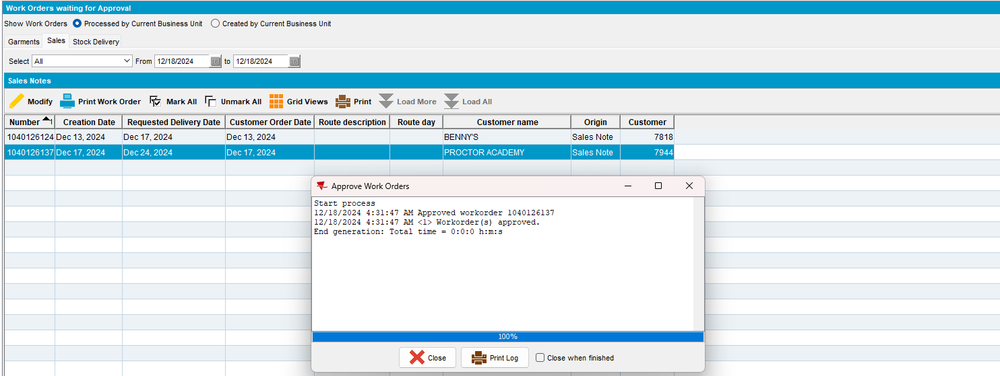 Work Orders waiting for Approval
Show Work Orders Processed by Current Business Unit Created by Current Business Unit
Garments Sales Stock Delivery
Select All From 12/18/2024 16 to 12/18/2024 16
Sales Notes
Modify Print Work Order Mark All Unmark All Grid Views Print Load More Load All
Number 1 Creation Date Requested Delivery Date Customer Order Date Route description Route day Customer name Origin Customer
1040126124 Dec 13, 2024 Dec 17, 2024 Dec 13, 2024 BENNY'S Sales Note 7818
1040126137 Dec 17, 2024 Dec 24, 2024 Dec 17, 2024 PROCTOR ACADEMY Sales Note 7944
Approve Work Orders
Start process
12/18/2024 4:31:47 AM Approved workorder 1040126137
12/18/2024 4:31:47 AM <1> Workorder(s) approved.
End generation: Total time = 0:0:0 h:m:s
100%
Close Print Log Close when finished